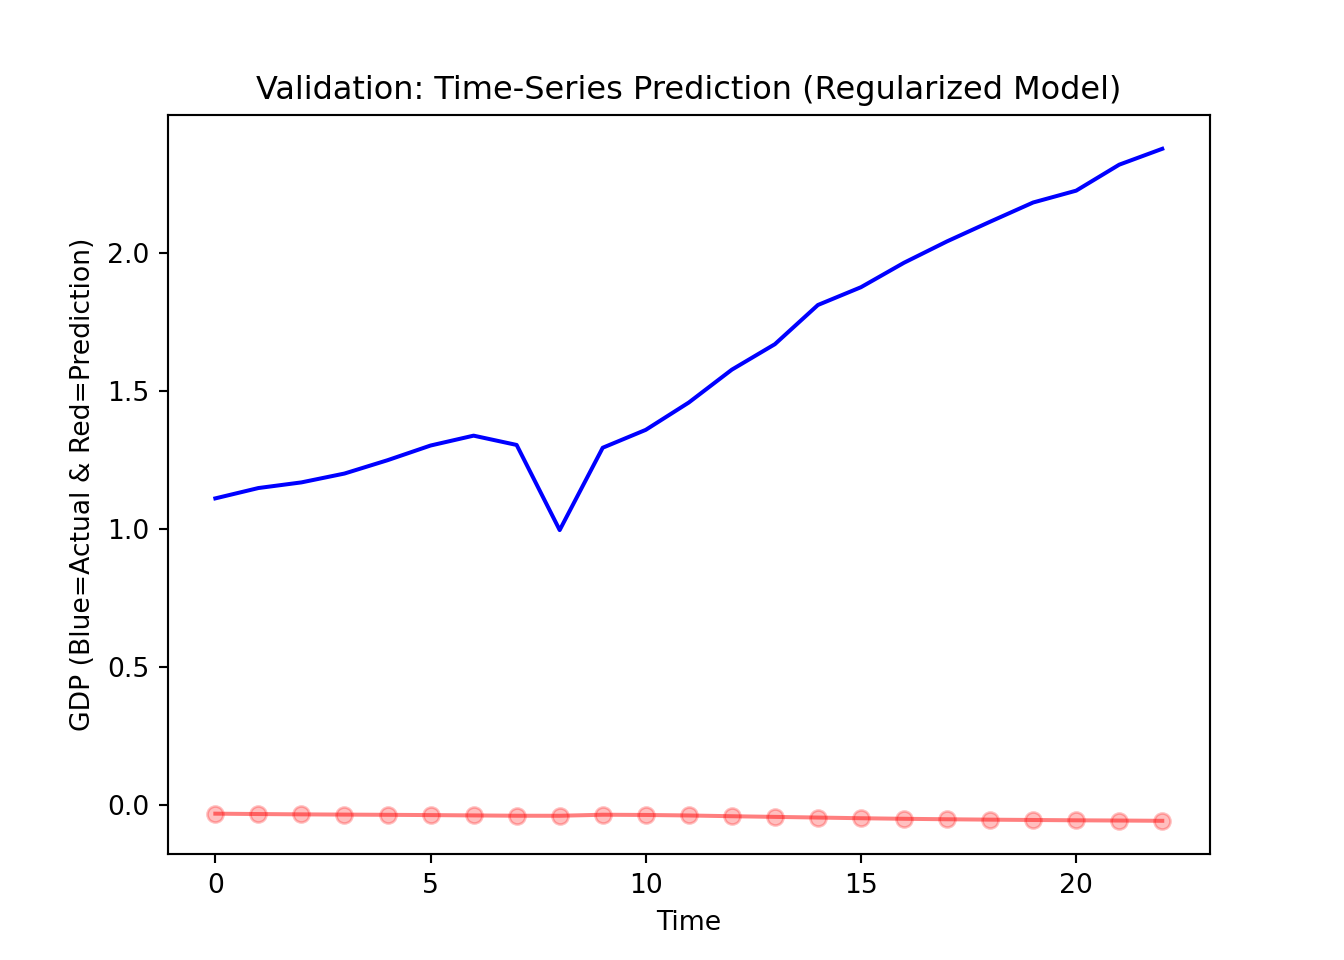 Validation: Time-Series Prediction (Regularized Model)
GDP (Blue=Actual & Red=Prediction)
2.0
1.5
1.0
0.5
0.0
0 5 10 15 20
Time